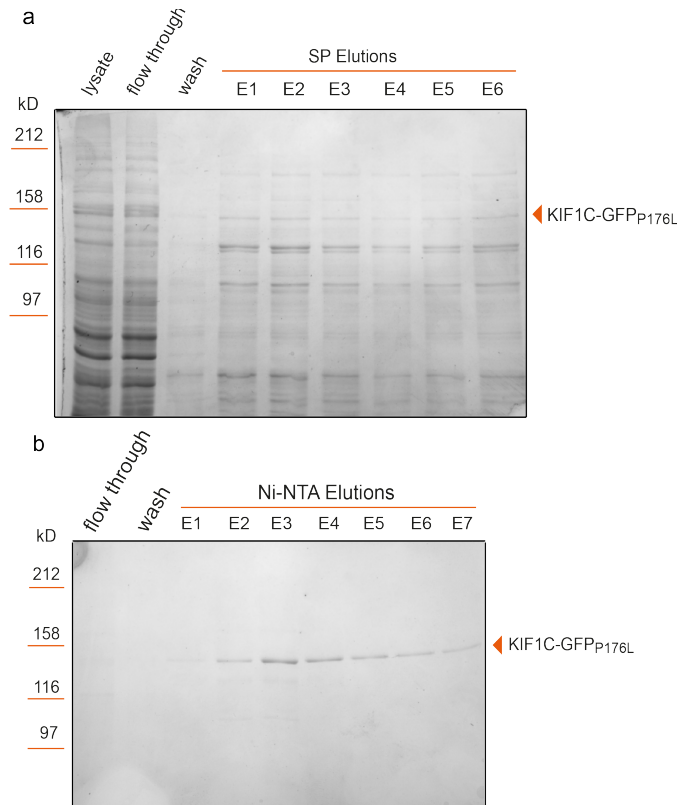 a
lysate
flow through
wash
SP Elutions
E1 E2 E3 E4 E5 E6
kD
212
158
116
97
KIF1C-GFPP176L
b
flow through
wash
Ni-NTA Elutions
E1 E2 E3 E4 E5 E6 E7
kD
212
158
116
97
KIF1C-GFPP176L